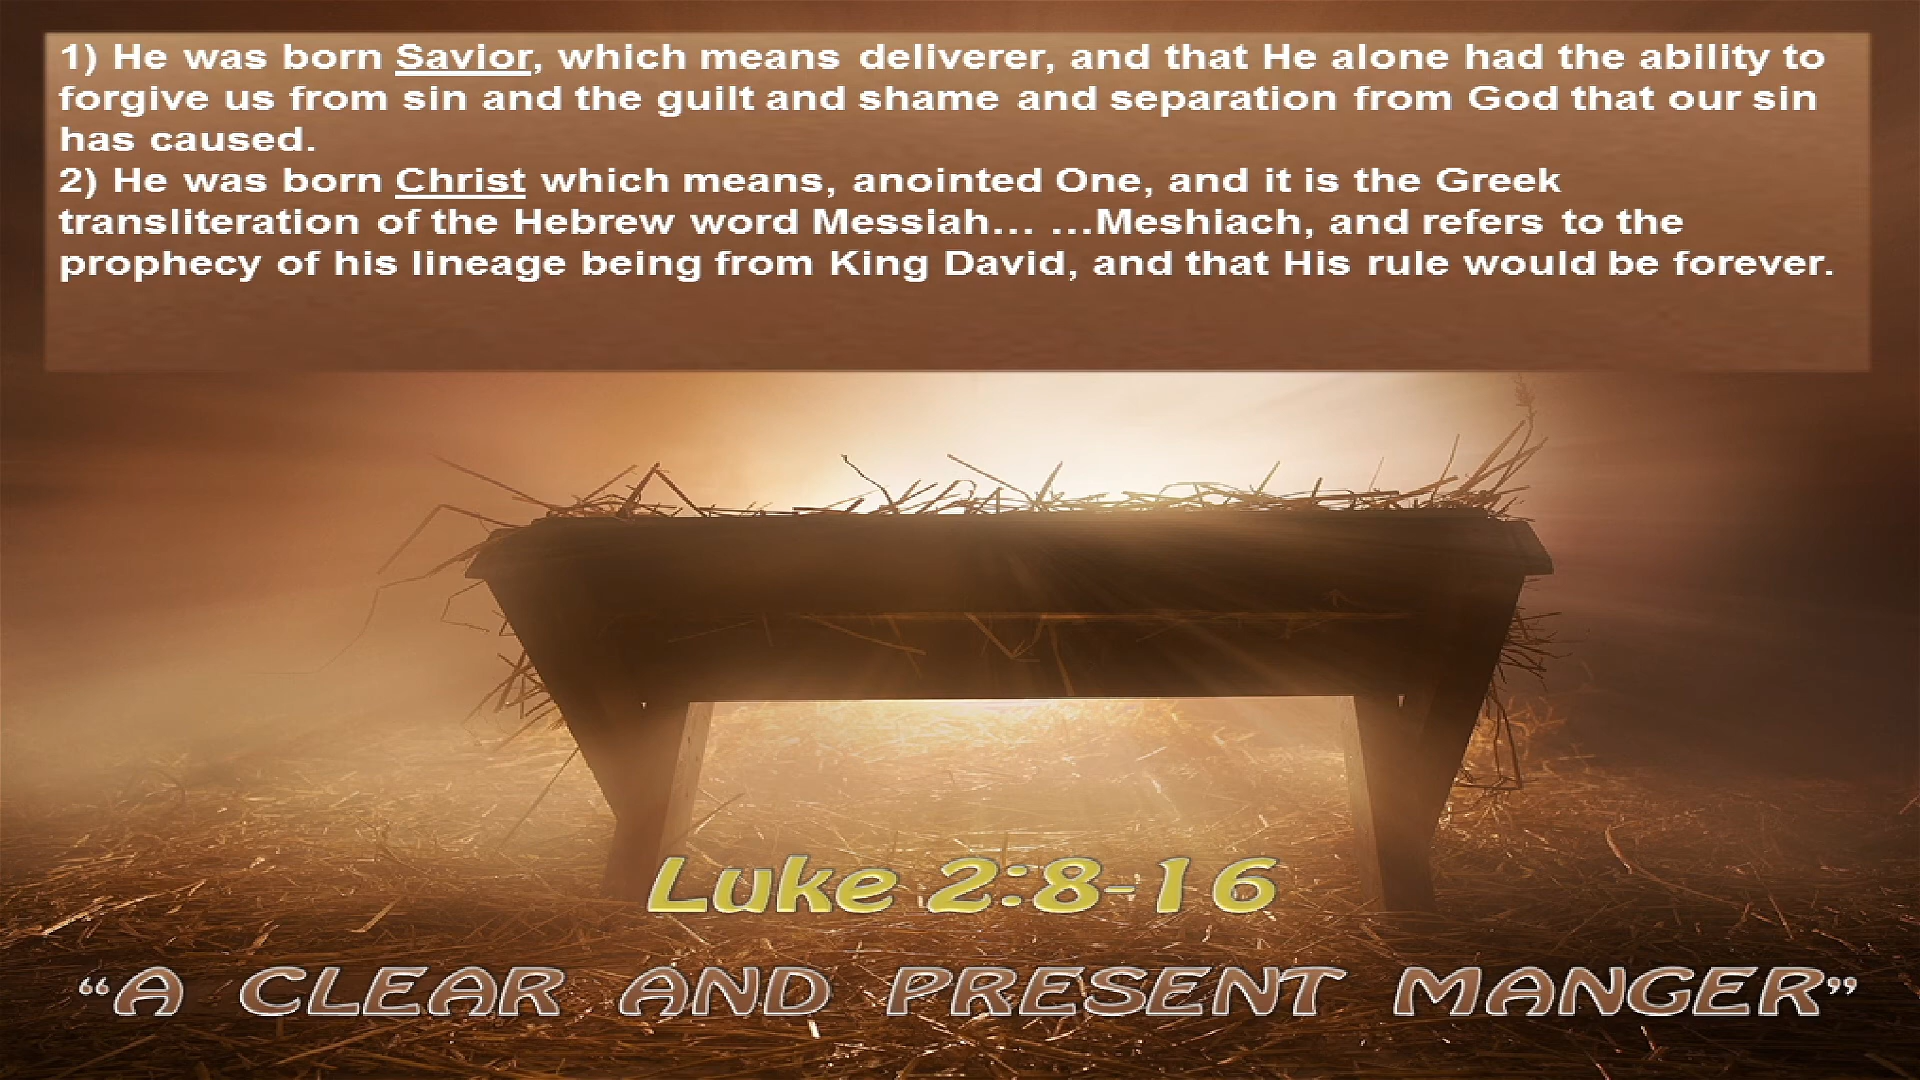 1) He was born Savior, which means deliverer, and that He alone had the ability to
forgive us from sin and the guilt and shame and separation from God that our sin
has caused.
2) He was born Christ which means, anointed One, and it is the Greek
transliteration of the Hebrew word Messiah... ...Meshiach, and refers to the
prophecy of his lineage being from King David, and that His rule would be forever.
Luke 2:8-16
“A CLEAR AND PRESENT MANGER”